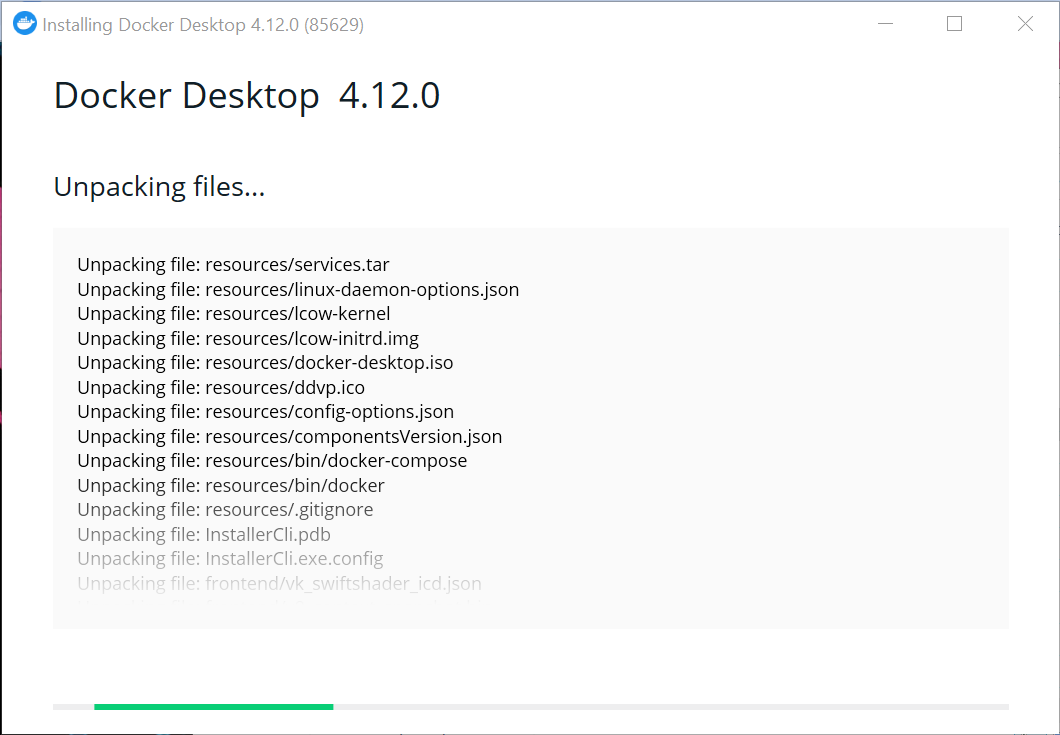 Installing Docker Desktop 4.12.0 (85629)
Docker Desktop 4.12.0
Unpacking files...
Unpacking file: resources/services.tar
Unpacking file: resources/linux-daemon-options.json
Unpacking file: resources/lcow-kernel
Unpacking file: resources/lcow-initrd.img
Unpacking file: resources/docker-desktop.iso
Unpacking file: resources/ddvp.ico
Unpacking file: resources/config-options.json
Unpacking file: resources/componentsVersion.json
Unpacking file: resources/bin/docker-compose
Unpacking file: resources/bin/docker
Unpacking file: resources/.gitignore
Unpacking file: InstallerCli.pdb
Unpacking file: InstallerCli.exe.config
Unpacking file: frontend/vk_swiftshader_icd.json